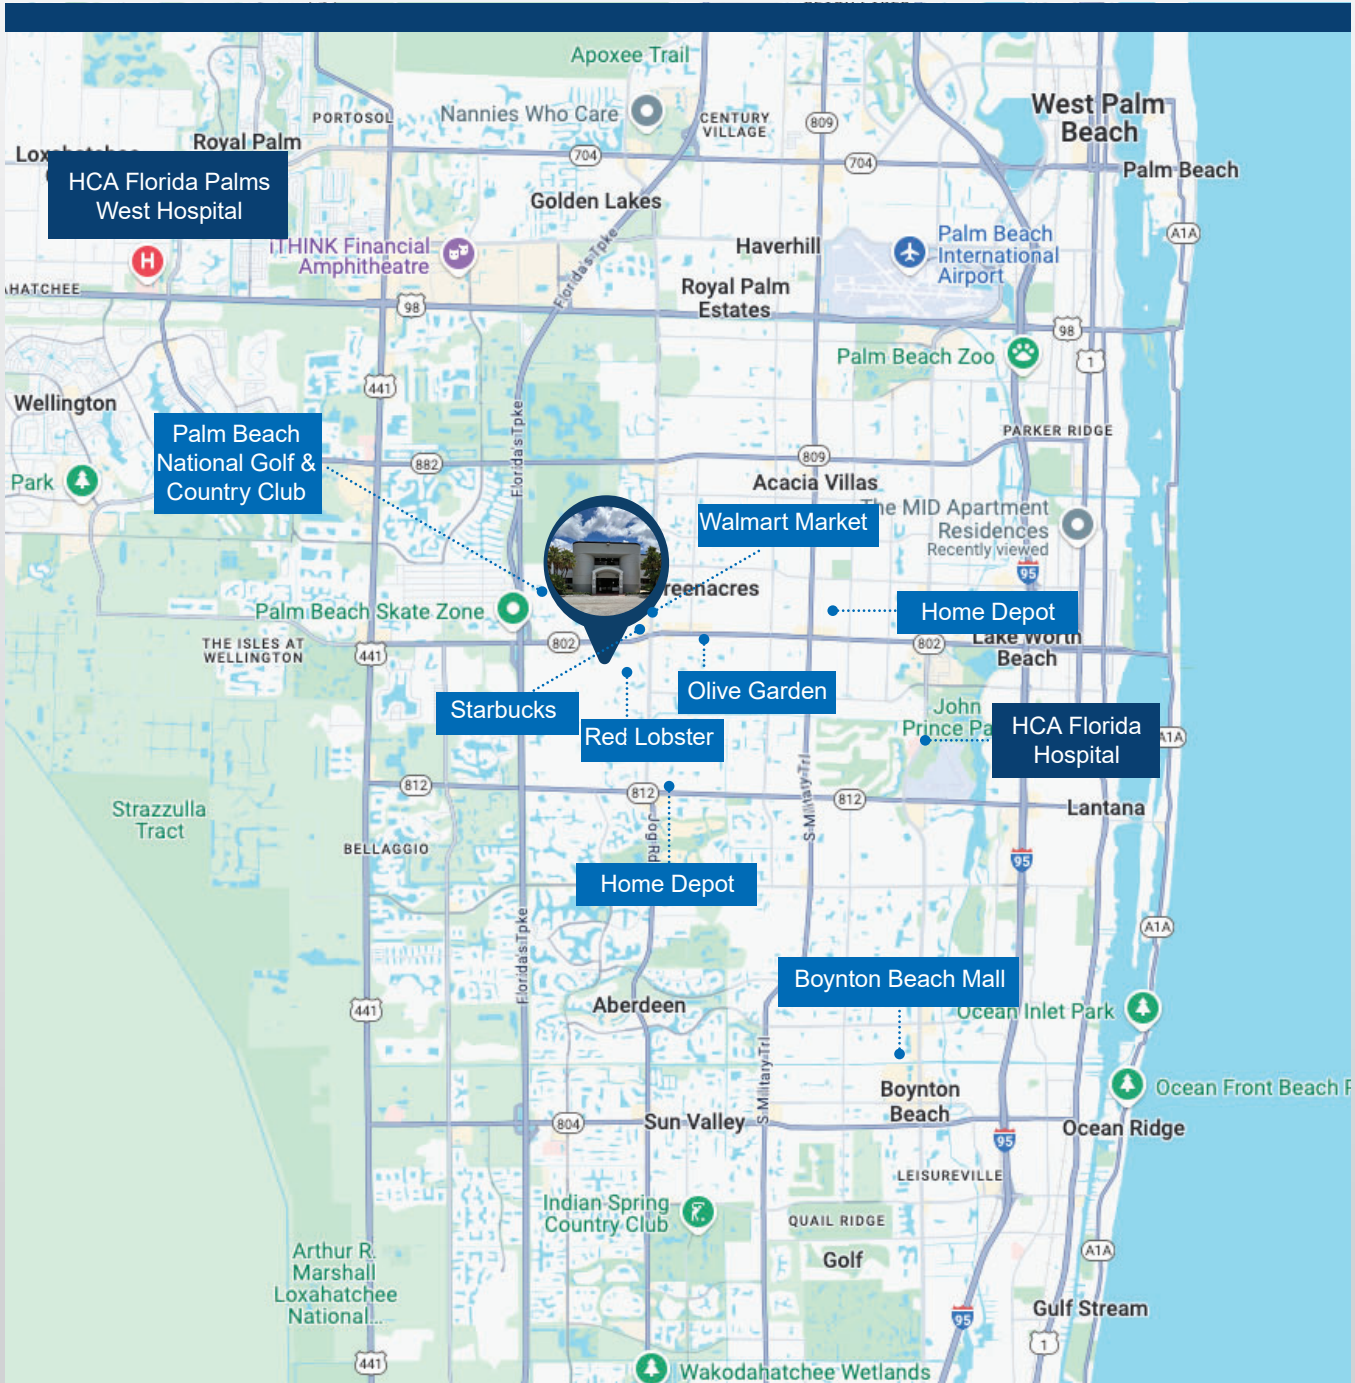 Apoxee Trail
Nannies Who Care
PORTOSOL
CENTURY
VILLAGE
809
West Palm
Beach
Royal Palm
704
704
Palm Beach
HCA Florida Palms
West Hospital
Golden Lakes
A1A
Haverhill
Palm Beach
International
Airport
ITHINK Financial
Amphitheatre
H
Florida's Tpke
AHATCHEE
Royal Palm
Estates
98
98
1
Palm Beach Zoo
441
Wellington
Florida's Tpke
PARKER RIDGE
Palm Beach
National Golf &
Country Club
882
809
Park
Acacia Villas
The MID Apartment
Residences
Recently viewed
Walmart Market
95
reenacres
Palm Beach Skate Zone
Home Depot
THE ISLES AT
WELLINGTON
441
802
802
Lake Worth
Beach
Starbucks
Olive Garden
Red Lobster
John
Prince Pa
HCA Florida
Hospital
A1A
812
812
812
S Military Trl
Strazzulla
Tract
Lantana
Jog Rd
BELLAGGIO
95
Home Depot
Florida's Tpke
A1A
Boynton Beach Mall
441
Aberdeen
Ocean Inlet Park
S Military Trl
Boynton
Beach
Ocean Front Beach P
804
Sun Valley
95
Ocean Ridge
LEISUREVILLE
Indian Spring
Country Club
QUAIL RIDGE
Golf
A1A
Arthur R.
Marshall
Loxahatchee
National...
95
Gulf Stream
1
441
Wakodahatchee Wetlands